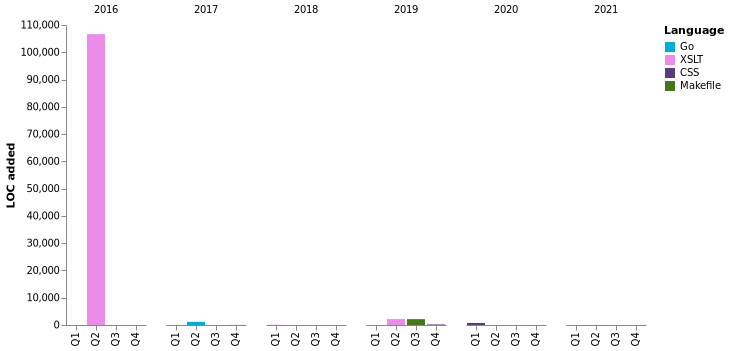 2016 2017 2018 2019 2020 2021
110,000
100,000
90,000
80,000
70,000
60,000
50,000
40,000
30,000
20,000
10,000
0
LOC added
Q1 Q2 Q3 Q4 Q1 Q2 Q3 Q4 Q1 Q2 Q3 Q4 Q1 Q2 Q3 Q4 Q1 Q2 Q3 Q4 Q1 Q2 Q3 Q4
Language
Go
XSLT
CSS
Makefile